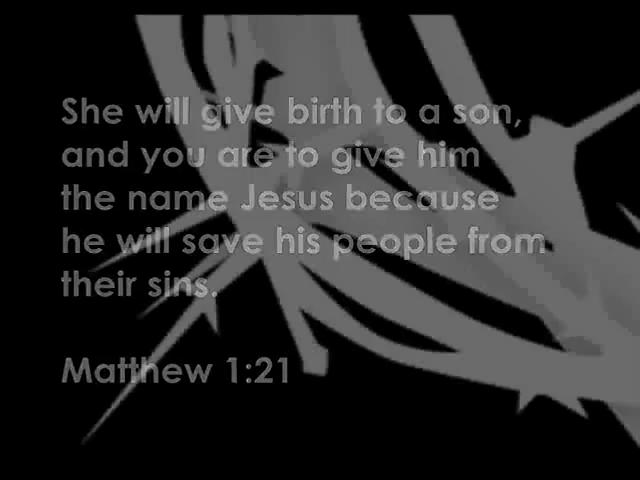 She will give birth to a son,
and you are to give him
the name Jesus because
he will save his people from
their sins.
Matthew 1:21